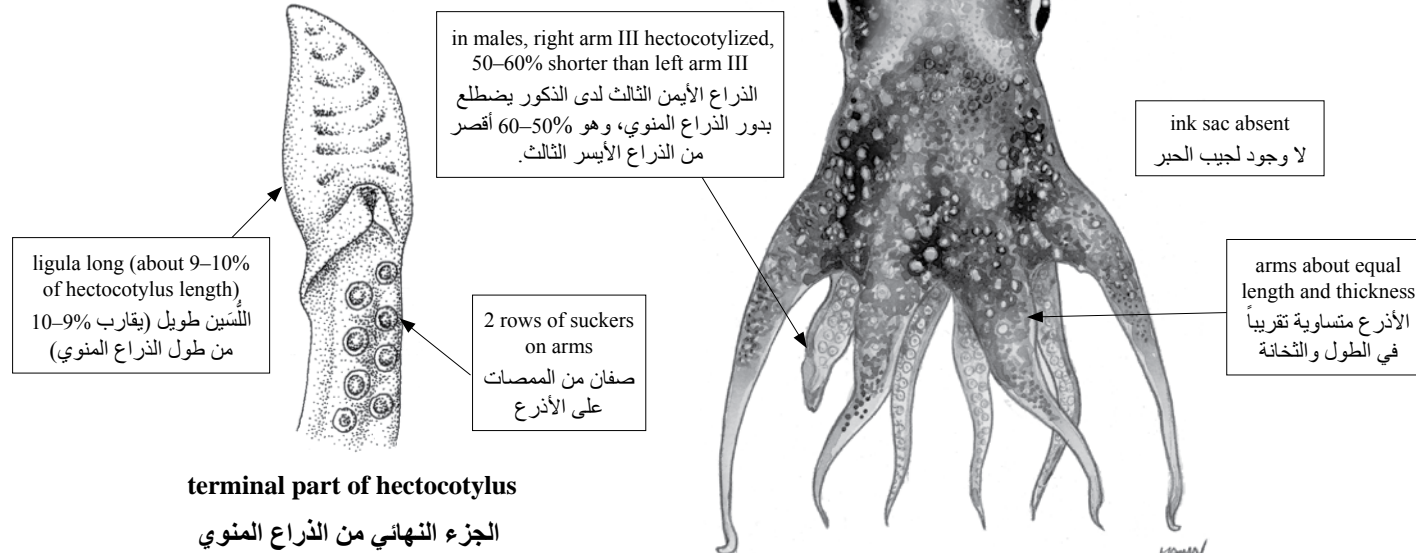 in males, right arm III hectocotylized,
50–60% shorter than left arm III
الذراع الأيمن الثالث لدى الذكور يضطلع
بدور الذراع المنوي، وهو 50–60% أقصر
من الذراع الأيسر الثالث.
ink sac absent
لا وجود لجيب الحبر
ligula long (about 9–10%
of hectocotylus length)
اللُّسَين طويل (يقارب 9–10%
من طول الذراع المنوي)
2 rows of suckers
on arms
صفان من الممصات
على الأذرع
arms about equal
length and thickness
الأذرع متساوية تقريباً
في الطول والثخانة
terminal part of hectocotylus
الجزء النهائي من الذراع المنوي